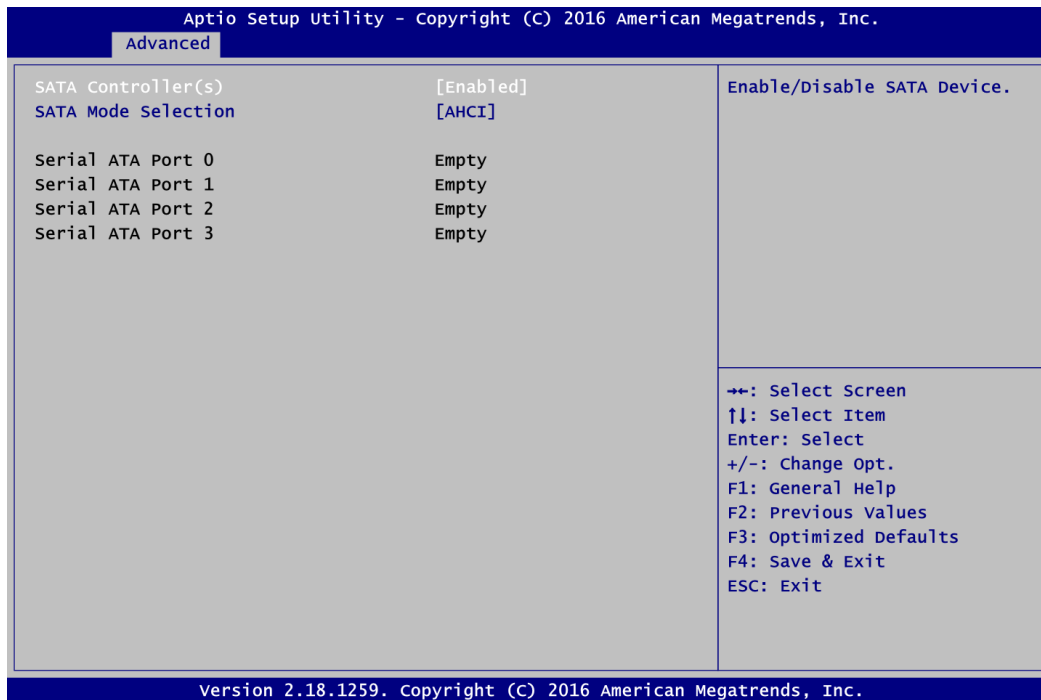 Aptio Setup Utility - Copyright (C) 2016 American Megatrends, Inc.
Advanced
SATA Controller(s) [Enabled]
SATA Mode Selection [AHCI]
Serial ATA Port 0 Empty
Serial ATA Port 1 Empty
Serial ATA Port 2 Empty
Serial ATA Port 3 Empty
Enable/Disable SATA Device.
→←: Select Screen
↑↓: Select Item
Enter: Select
+/-: Change Opt.
F1: General Help
F2: Previous Values
F3: Optimized Defaults
F4: Save & Exit
ESC: Exit
Version 2.18.1259. Copyright (C) 2016 American Megatrends, Inc.